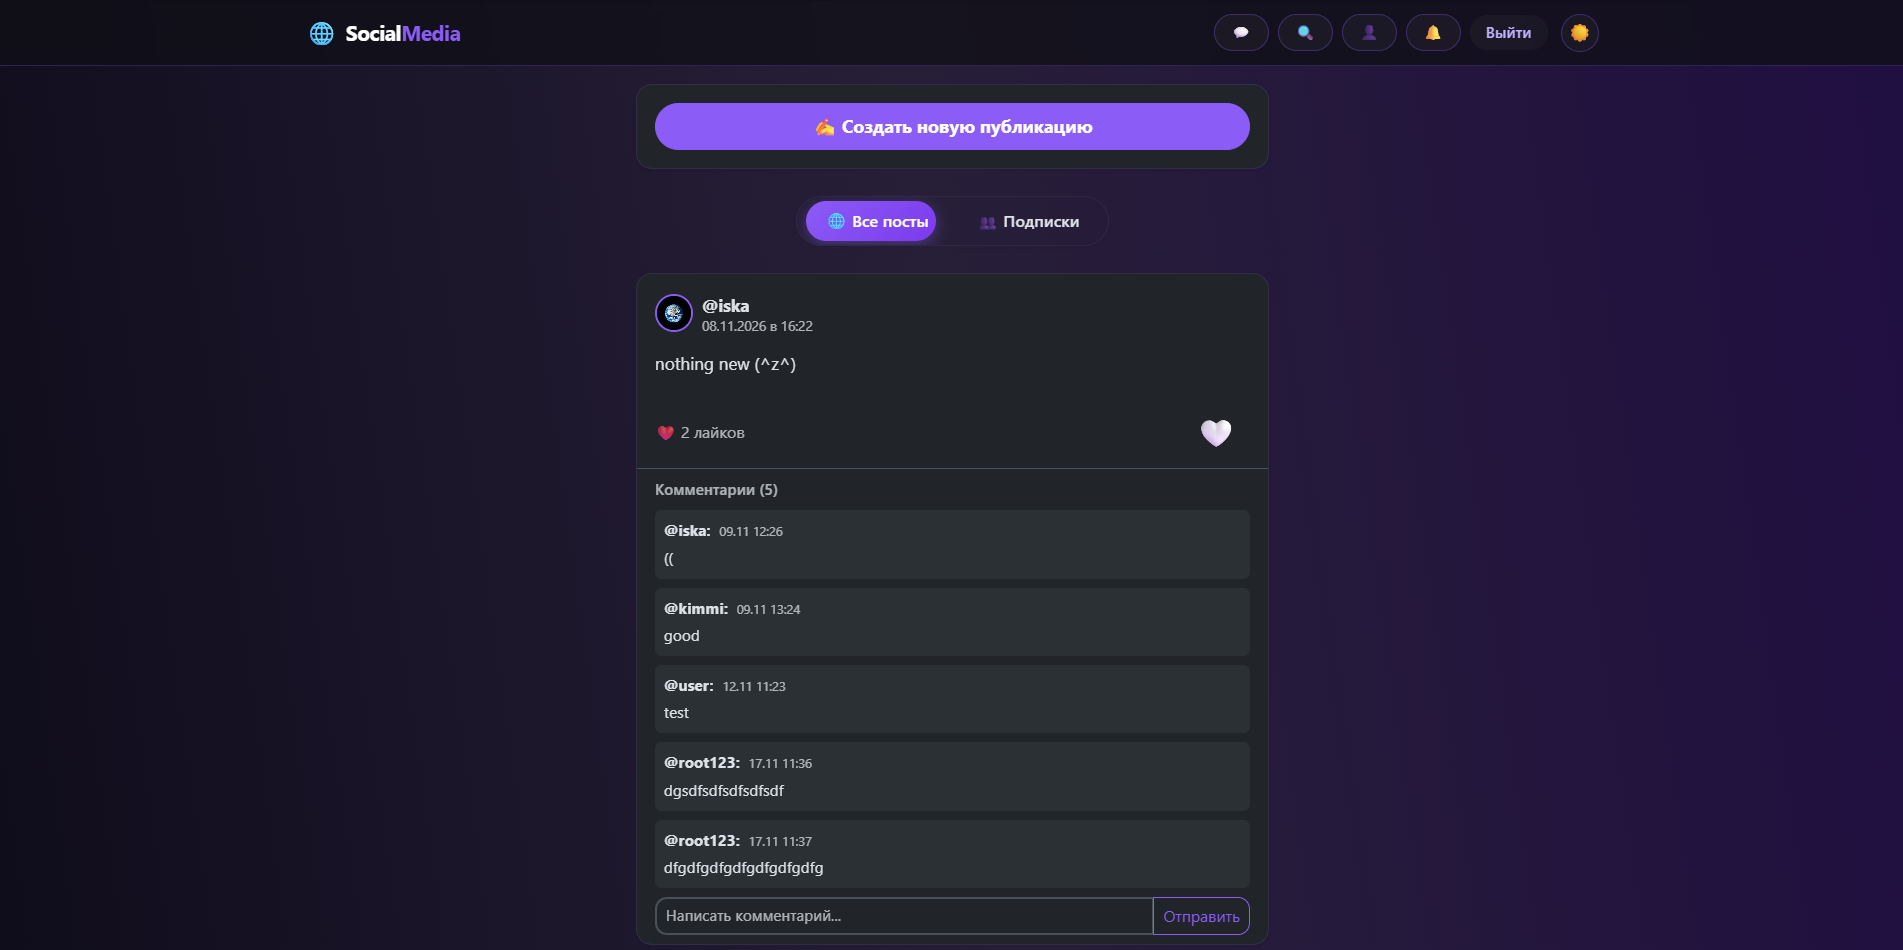 SocialMedia
Выйти
Создать новую публикацию
Все посты
Подписки
@iska
08.11.2026 в 16:22
nothing new (^z^)
2 лайков
Комментарии (5)
@iska: 09.11 12:26
((
@kimmi: 09.11 13:24
good
@user: 12.11 11:23
test
@root123: 17.11 11:36
dgsdfsdfsdfsdfsdf
@root123: 17.11 11:37
dfgdfgdfgdfgdfgdfgdfg
Написать комментарий...
Отправить